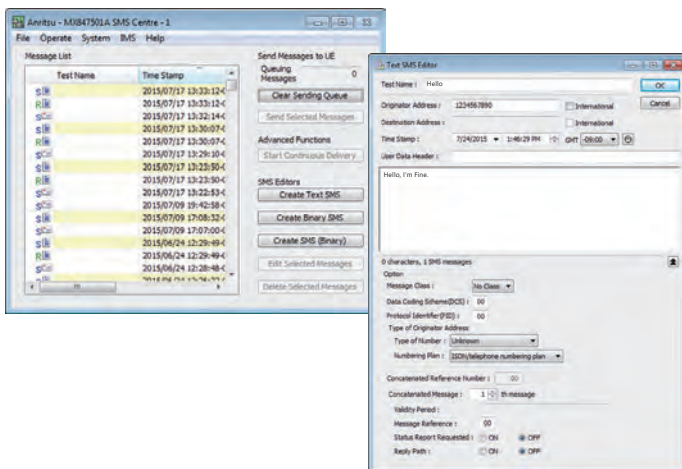 Anritsu - MX847501A SMS Centre - 1
File Operate System IMS Help
Message List
Test Name Time Stamp
S 2015/07/17 13:33:12-(
R 2015/07/17 13:33:12-(
S 2015/07/17 13:32:14-(
S 2015/07/17 13:30:07-(
R 2015/07/17 13:30:07-(
S 2015/07/17 13:29:10-(
S 2015/07/17 13:23:50-(
R 2015/07/17 13:23:50-(
S 2015/07/17 13:22:53-(
S 2015/07/09 19:42:58-(
S 2015/07/09 17:08:32-(
S 2015/07/09 17:07:00-(
S 2015/06/24 12:29:49-(
R 2015/06/24 12:29:49-(
S 2015/06/24 12:28:48-(
Send Messages to UE
Queuing
Messages 0
Clear Sending Queue
Send Selected Messages
Advanced Functions
Start Continuous Delivery
SMS Editors
Create Text SMS
Create Binary SMS
Create SMS (Binary)
Edit Selected Messages
Delete Selected Messages
Text SMS Editor
Test Name : Hello
OK
Originator Address : 1234567890 International
Cancel
Destination Address : International
Time Stamp : 7/24/2015 1:46:29 PM GMT -09:00
User Data Header :
Hello, I'm Fine.
0 characters, 1 SMS messages
Option
Message Class : No Class
Data Coding Scheme(DCS) : 00
Protocol Identifier(PID) : 00
Type of Originator Address
Type of Number : Unknown
Numbering Plan : ISDN/telephone numbering plan
Concatenated Reference Number : 00
Concatenated Message : 1 th message
Validity Period :
Message Reference : 00
Status Report Requested : ON OFF
Reply Path : ON OFF